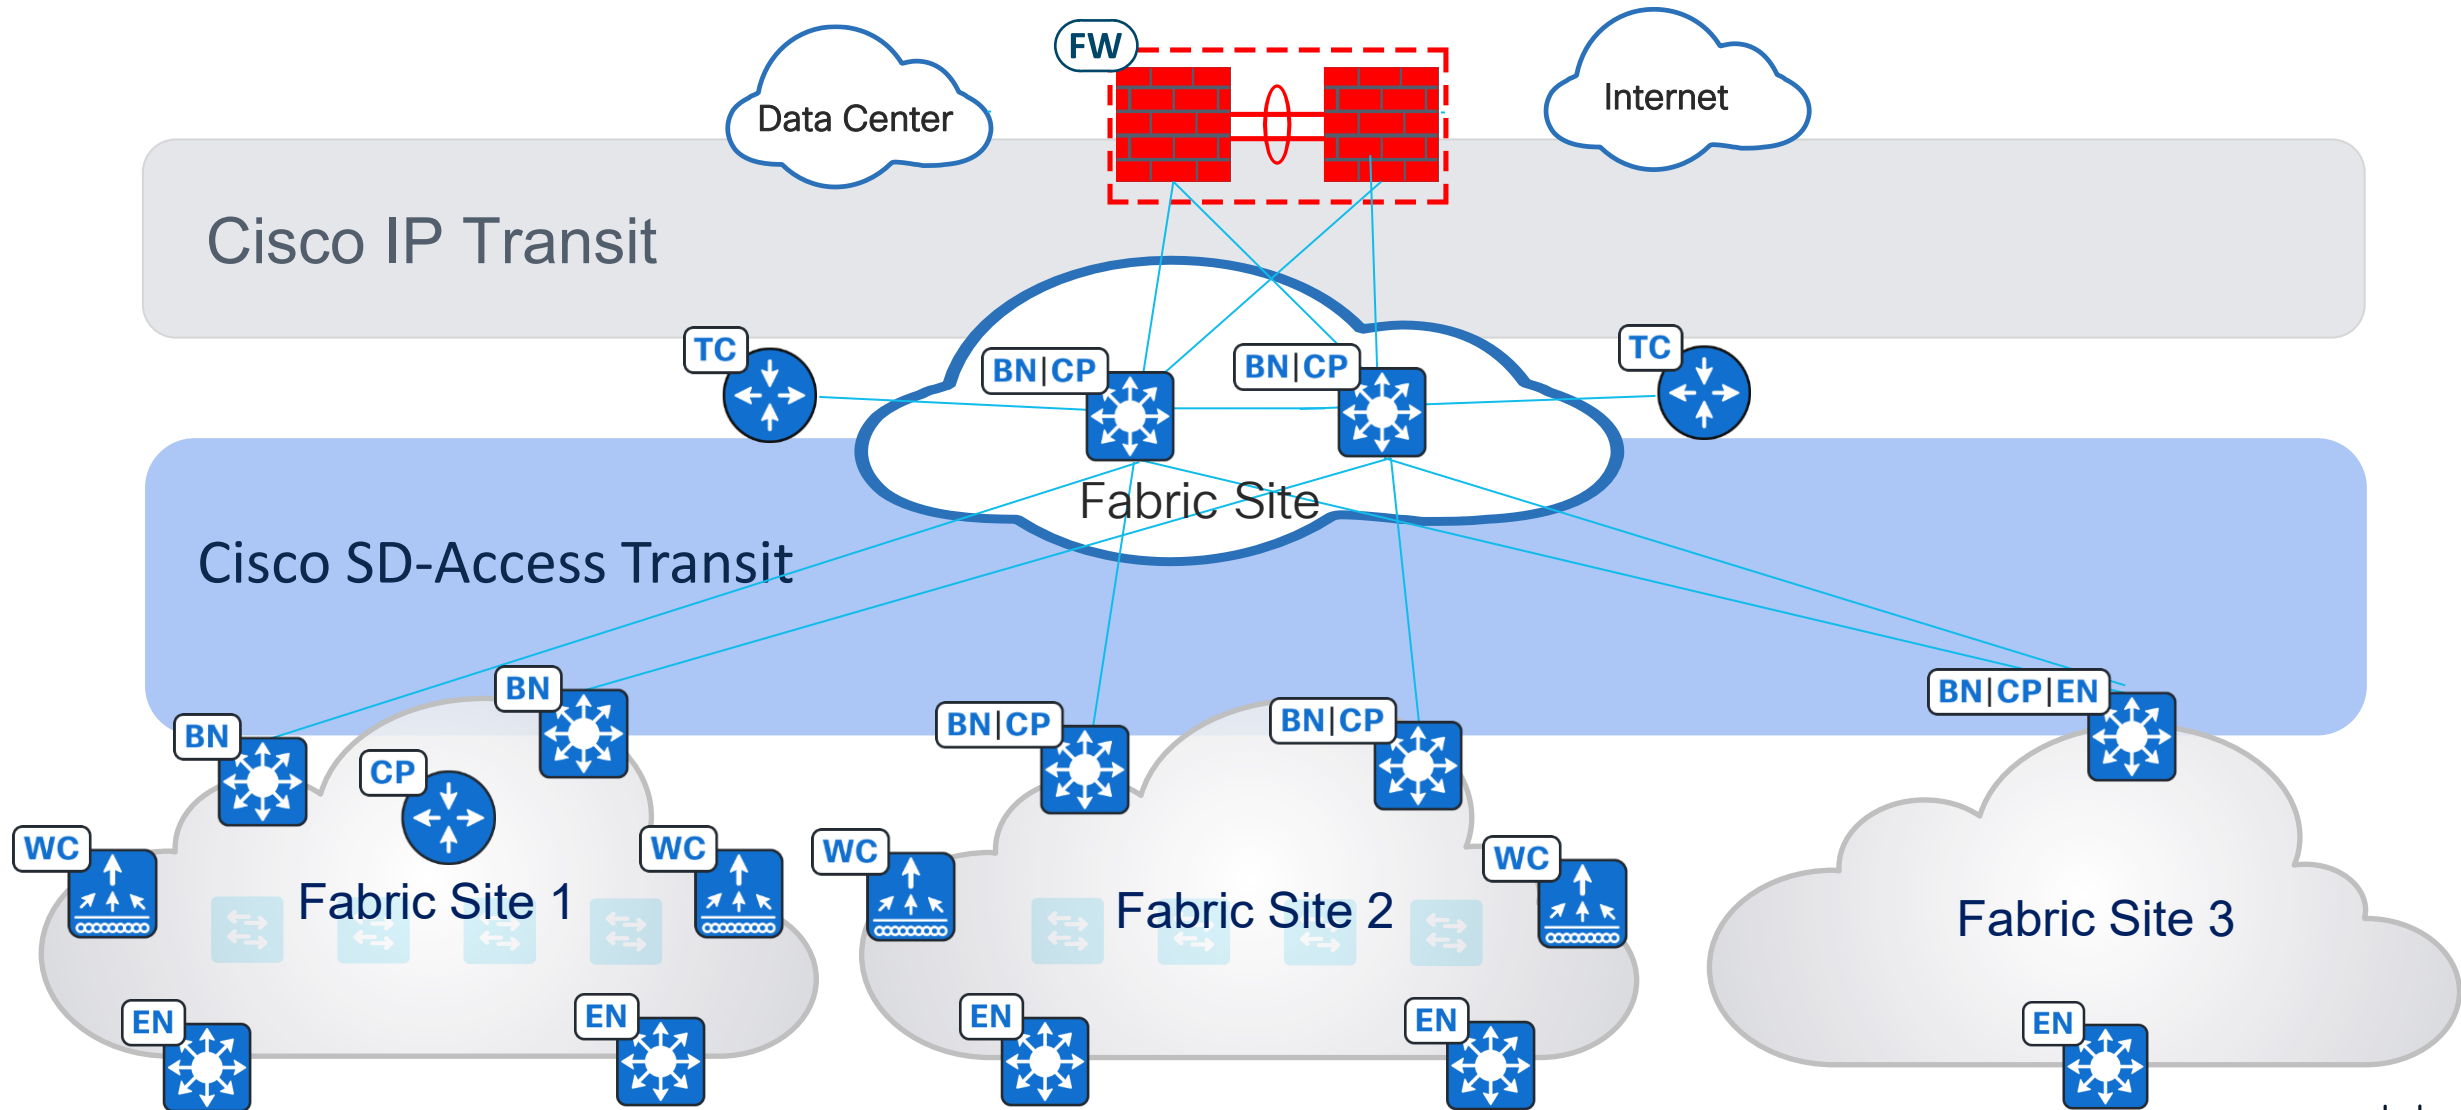 FW
Data Center
Internet
Cisco IP Transit
TC
BN|CP
BN|CP
TC
Fabric Site
Cisco SD-Access Transit
BN
BN
CP
BN|CP
BN|CP
BN|CP|EN
WC
WC
WC
WC
Fabric Site 1
Fabric Site 2
Fabric Site 3
EN
EN
EN
EN
EN